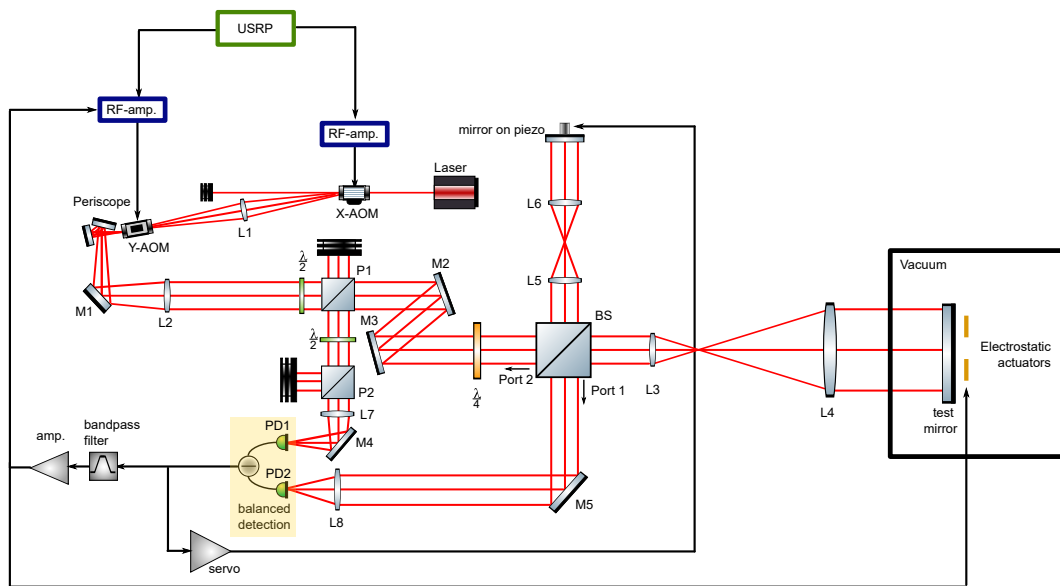 USRP
RF-amp.
RF-amp.
mirror on piezo
Laser
Periscope
X-AOM
L6
L1
Y-AOM
λ
2
P1
M2
Vacuum
L5
M1
L2
M3
BS
λ
2
Electrostatic
actuators
Port 2
Port 1
L3
λ
4
P2
L4
test
mirror
L7
M4
amp.
bandpass
filter
PD1
PD2
M5
balanced
detection
L8
servo